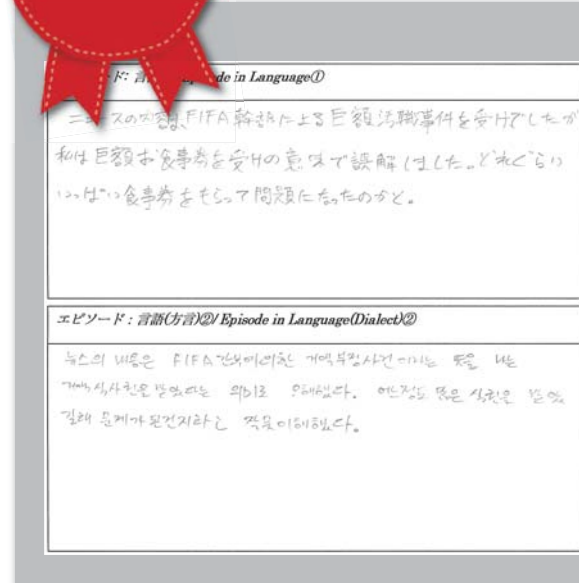 ド: 言 de in Language①
ニュースの内容は、FIFA幹部による巨額汚職事件を受けでしたが
私は巨額お食事券を受けの意味で誤解しました。どれぐらい
いっぱい食事券をもらって問題になったのかと。
エピソード：言語(方言)②/ Episode in Language(Dialect)②
뉴스의 내용은 FIFA 간부에 의한 거액부정사건이라는 뜻을 나는
거액식사권을 받았다는 의미로 오해했다. 어느정도 많은 식권을 받았
길래 문제가 된건지라고 잘못이해했다.